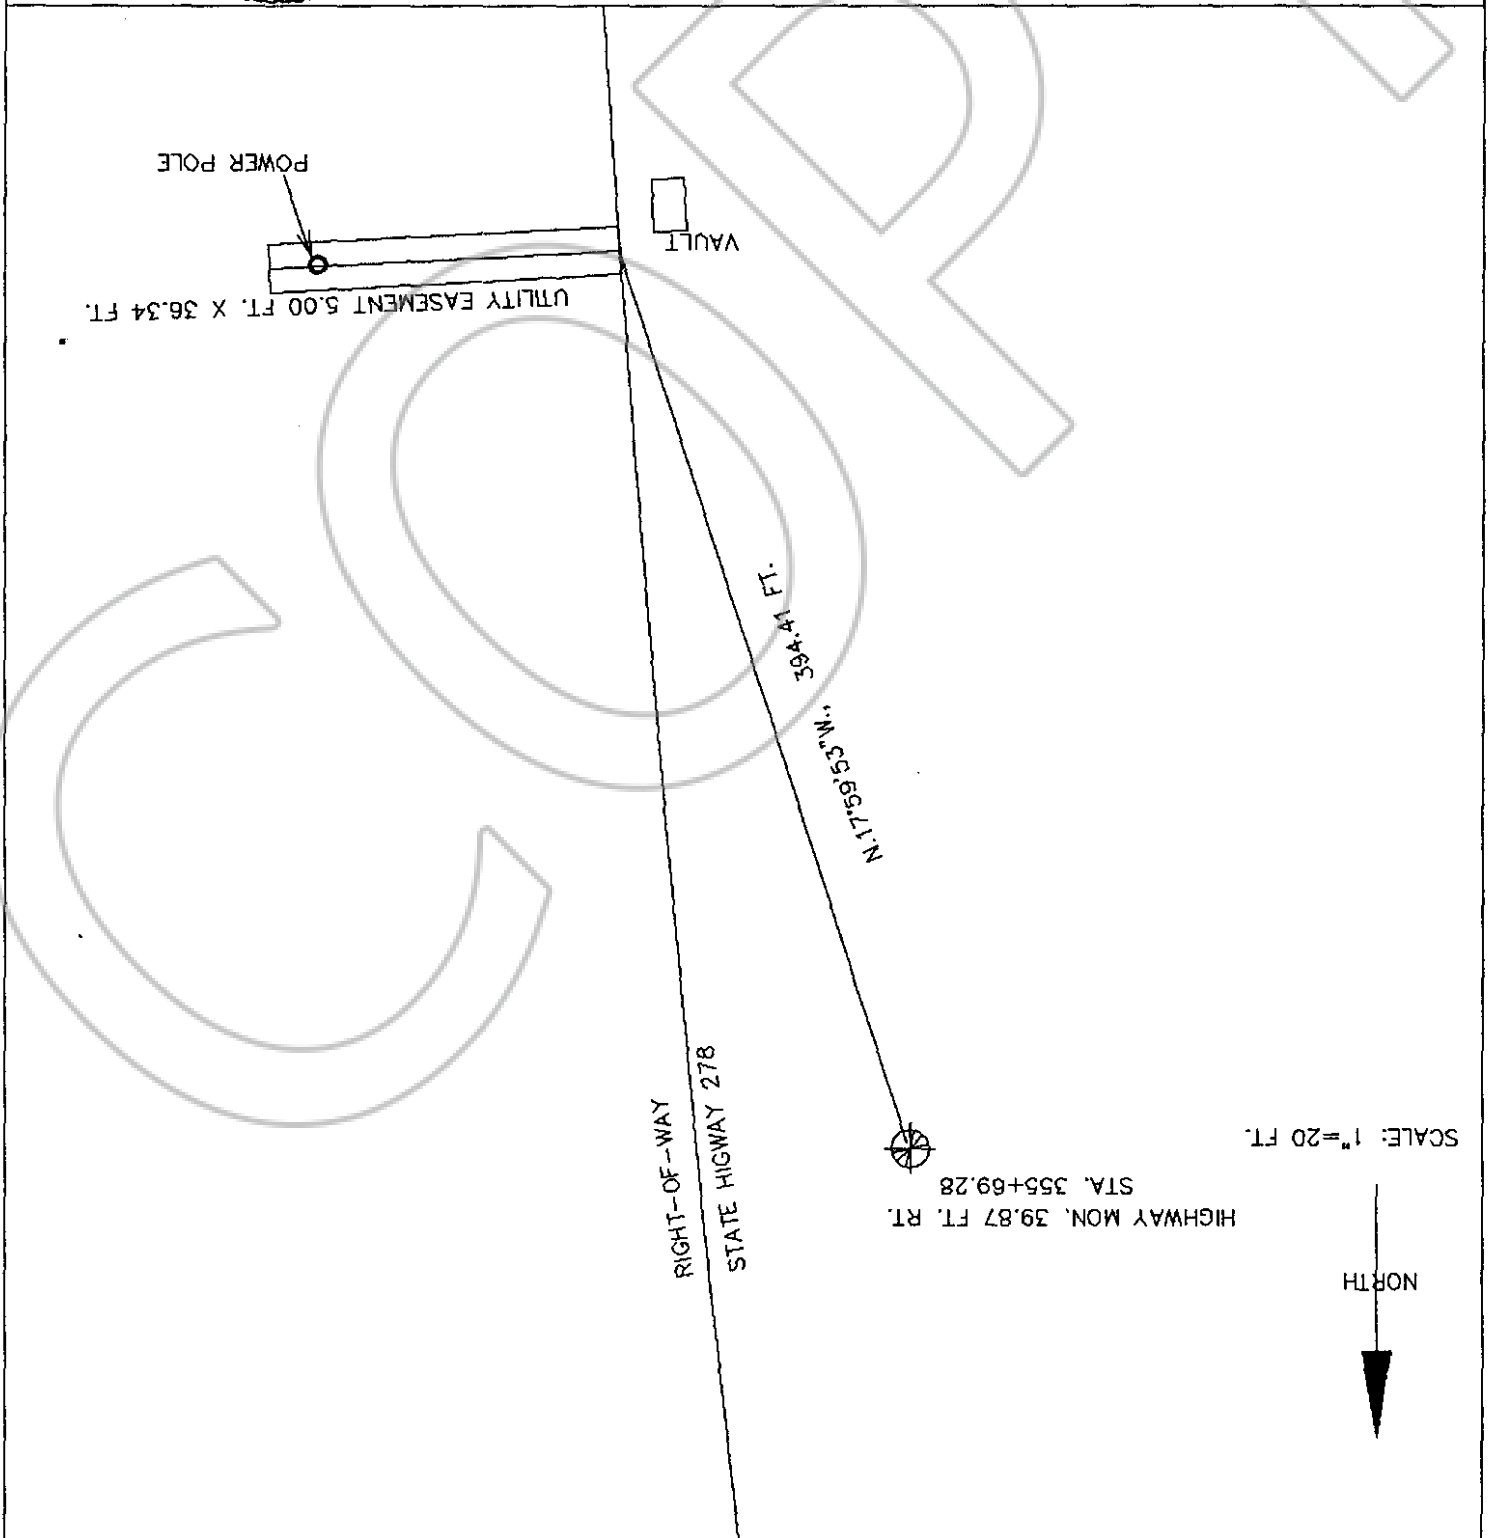 NORTH
SCALE: 1"=20 FT.
HIGHWAY MON. 39.87 FT. RT.
STA. 355+69.28
STATE HIGWAY 278
RIGHT-OF-WAY
N.17°59'53"W., 394.41 FT.
UTILITY EASEMENT 5.00 FT. X 36.34 FT.
VAULT
POWER POLE
COPY